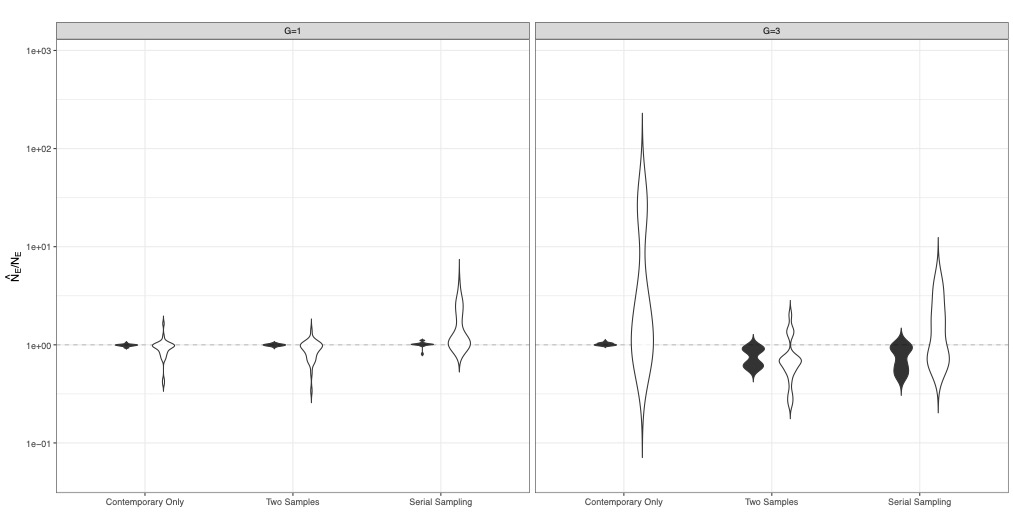 G=1
G=3
N̂E/NE
1e+03
1e+02
1e+01
1e+00
1e−01
Contemporary Only
Two Samples
Serial Sampling
Contemporary Only
Two Samples
Serial Sampling